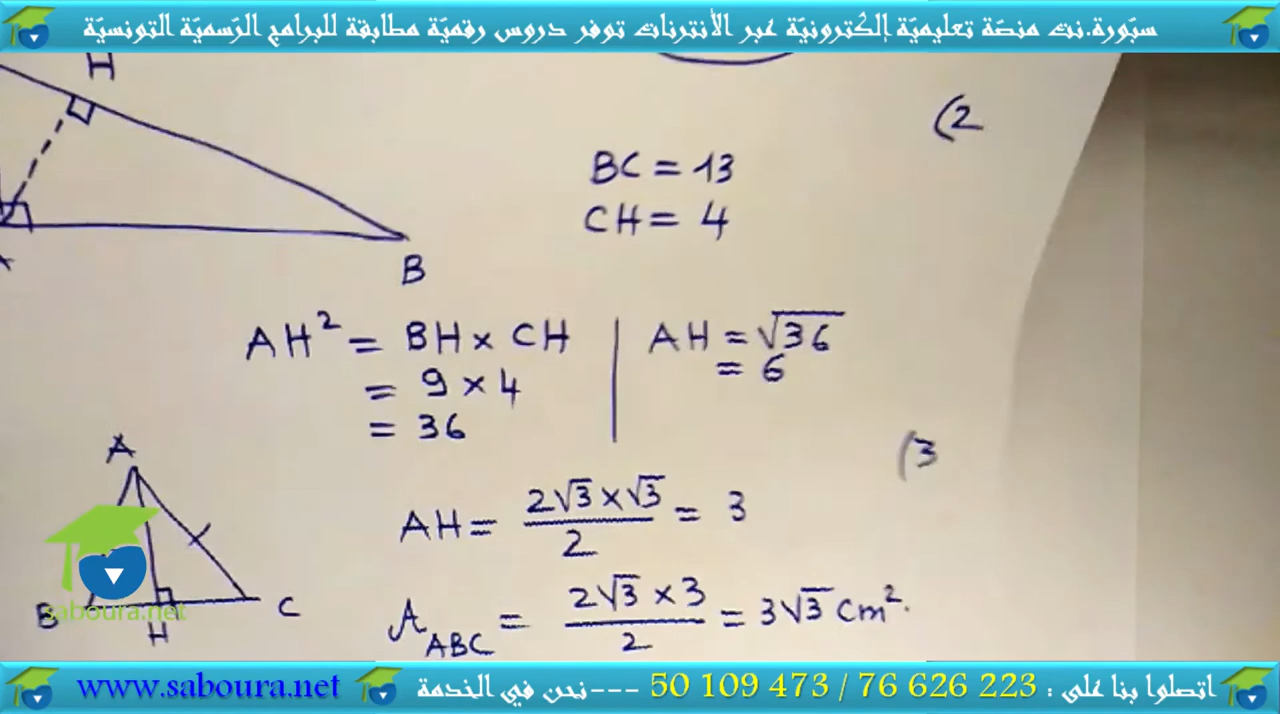 سبّورة.نت منصّة تعليميّة إلكترونيّة عبر الأنترنات توفر دروس رقميّة مطابقة للبرامج الرّسميّة التونسيّة
H
(2
BC = 13
CH = 4
B
AH² = BH × CH | AH = √36
= 9 × 4 = 6
= 36
A
(3
AH = 2√3 × √3 / 2 = 3
B H C
saboura.net
A ABC = 2√3 × 3 / 2 = 3√3 cm².
اتصلوا بنا على : 223 626 76 / 473 109 50 ---نحن في الخدمة
www.saboura.net